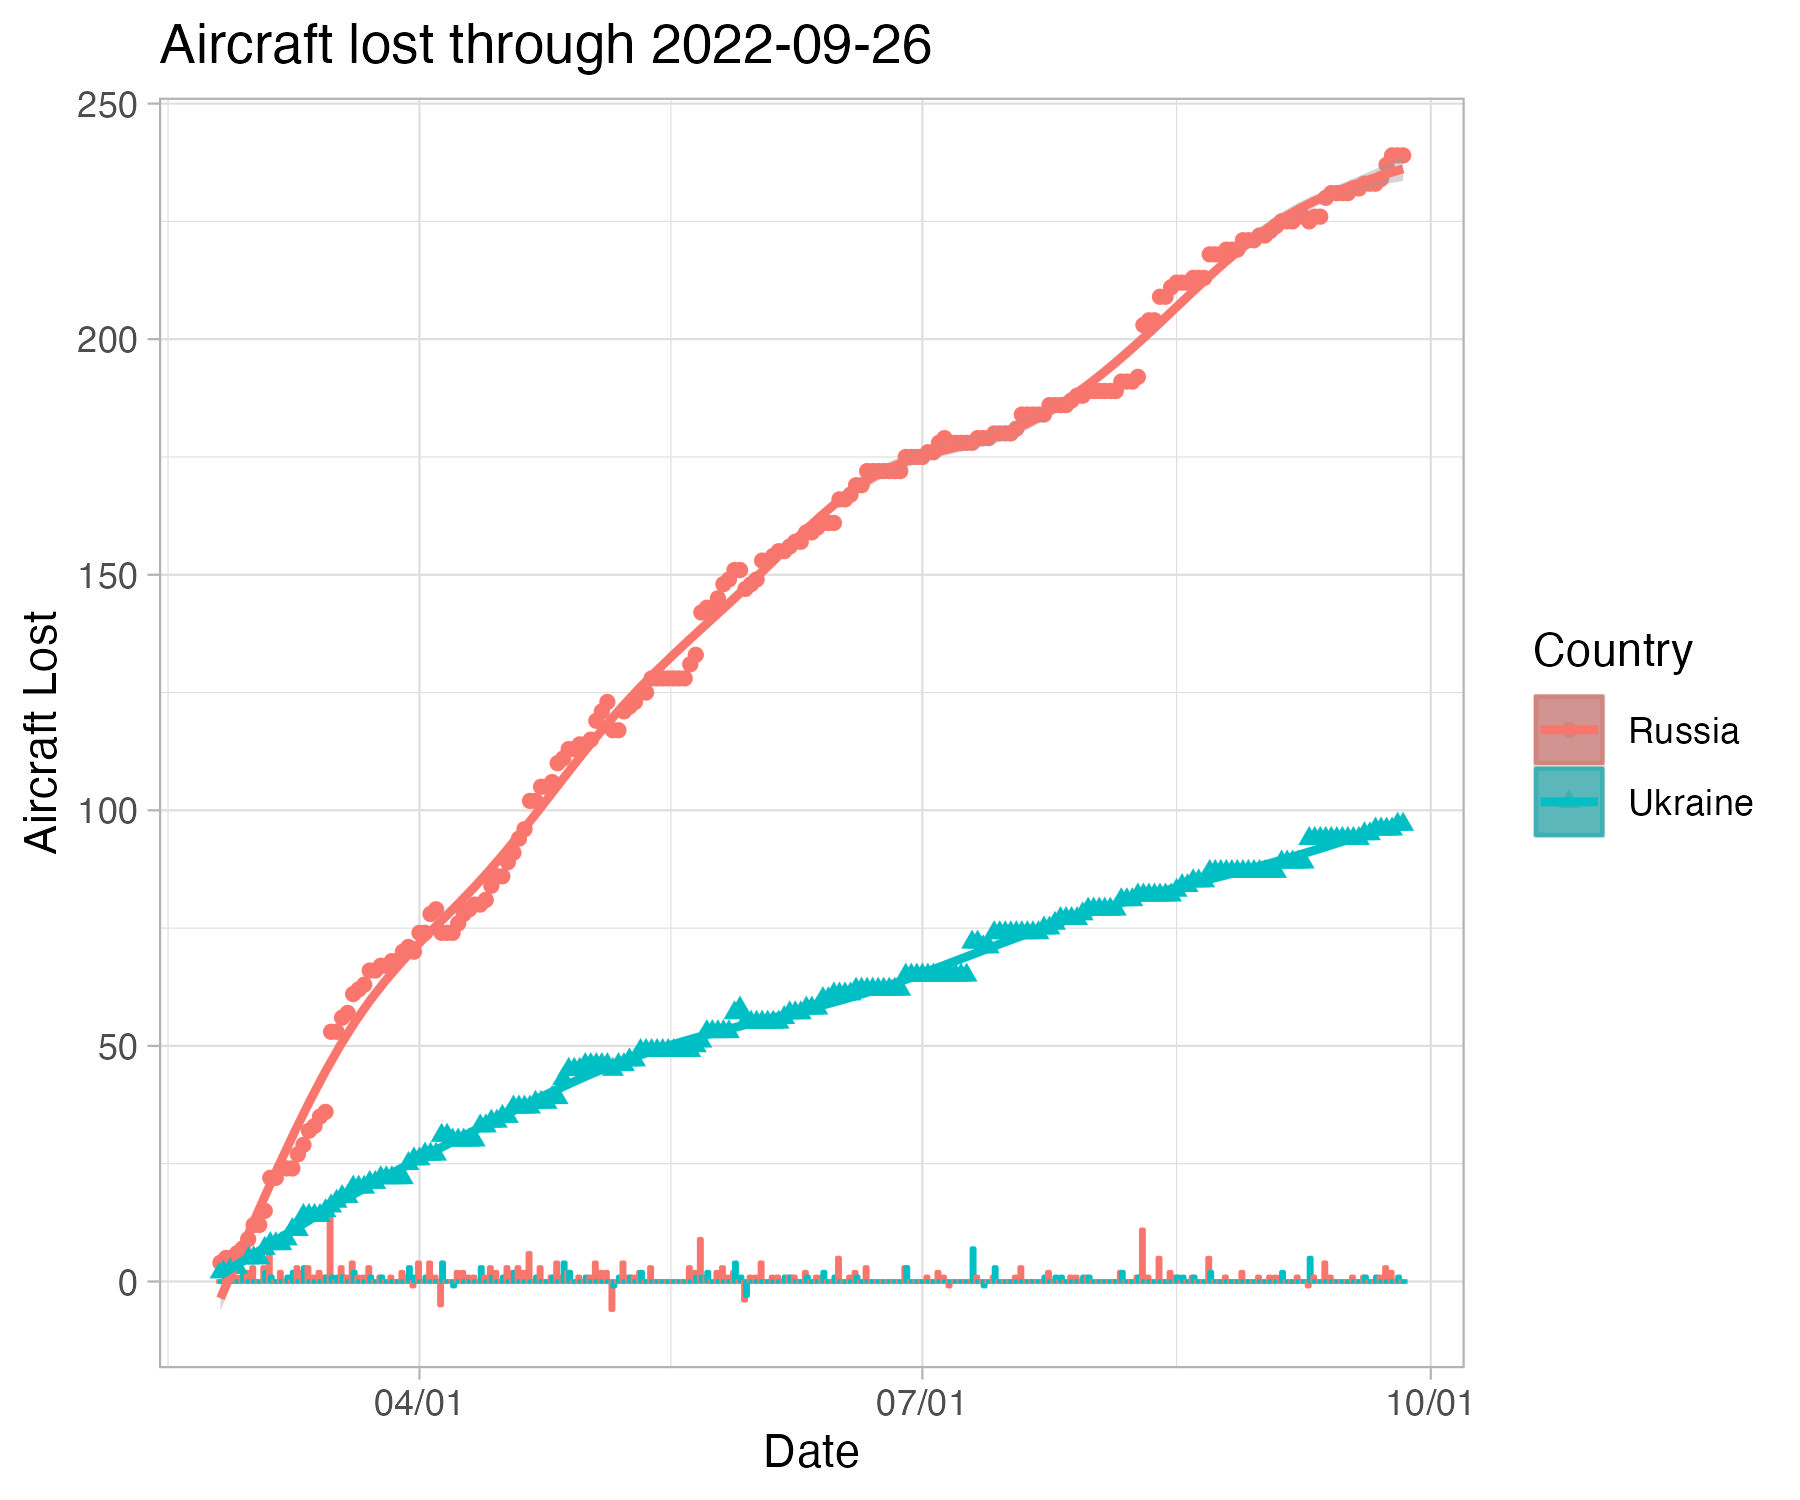 Aircraft lost through 2022-09-26
250
200
150
100
50
0
Aircraft Lost
04/01
07/01
10/01
Date
Country
Russia
Ukraine